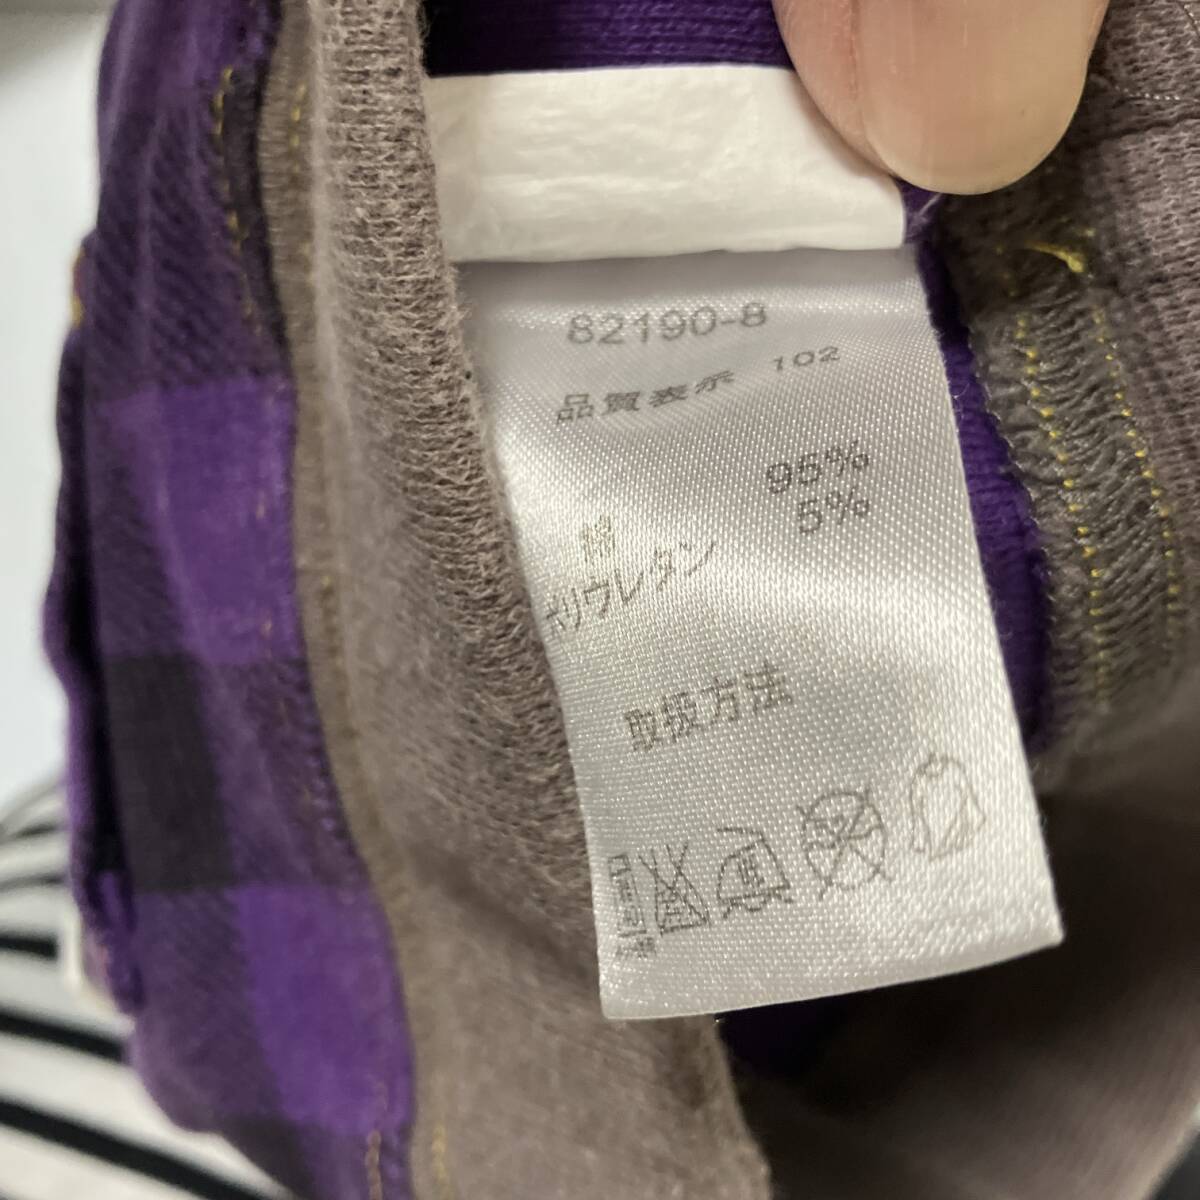 82190-8
品質表示 102
綿 95%
ポリウレタン 5%
取扱方法